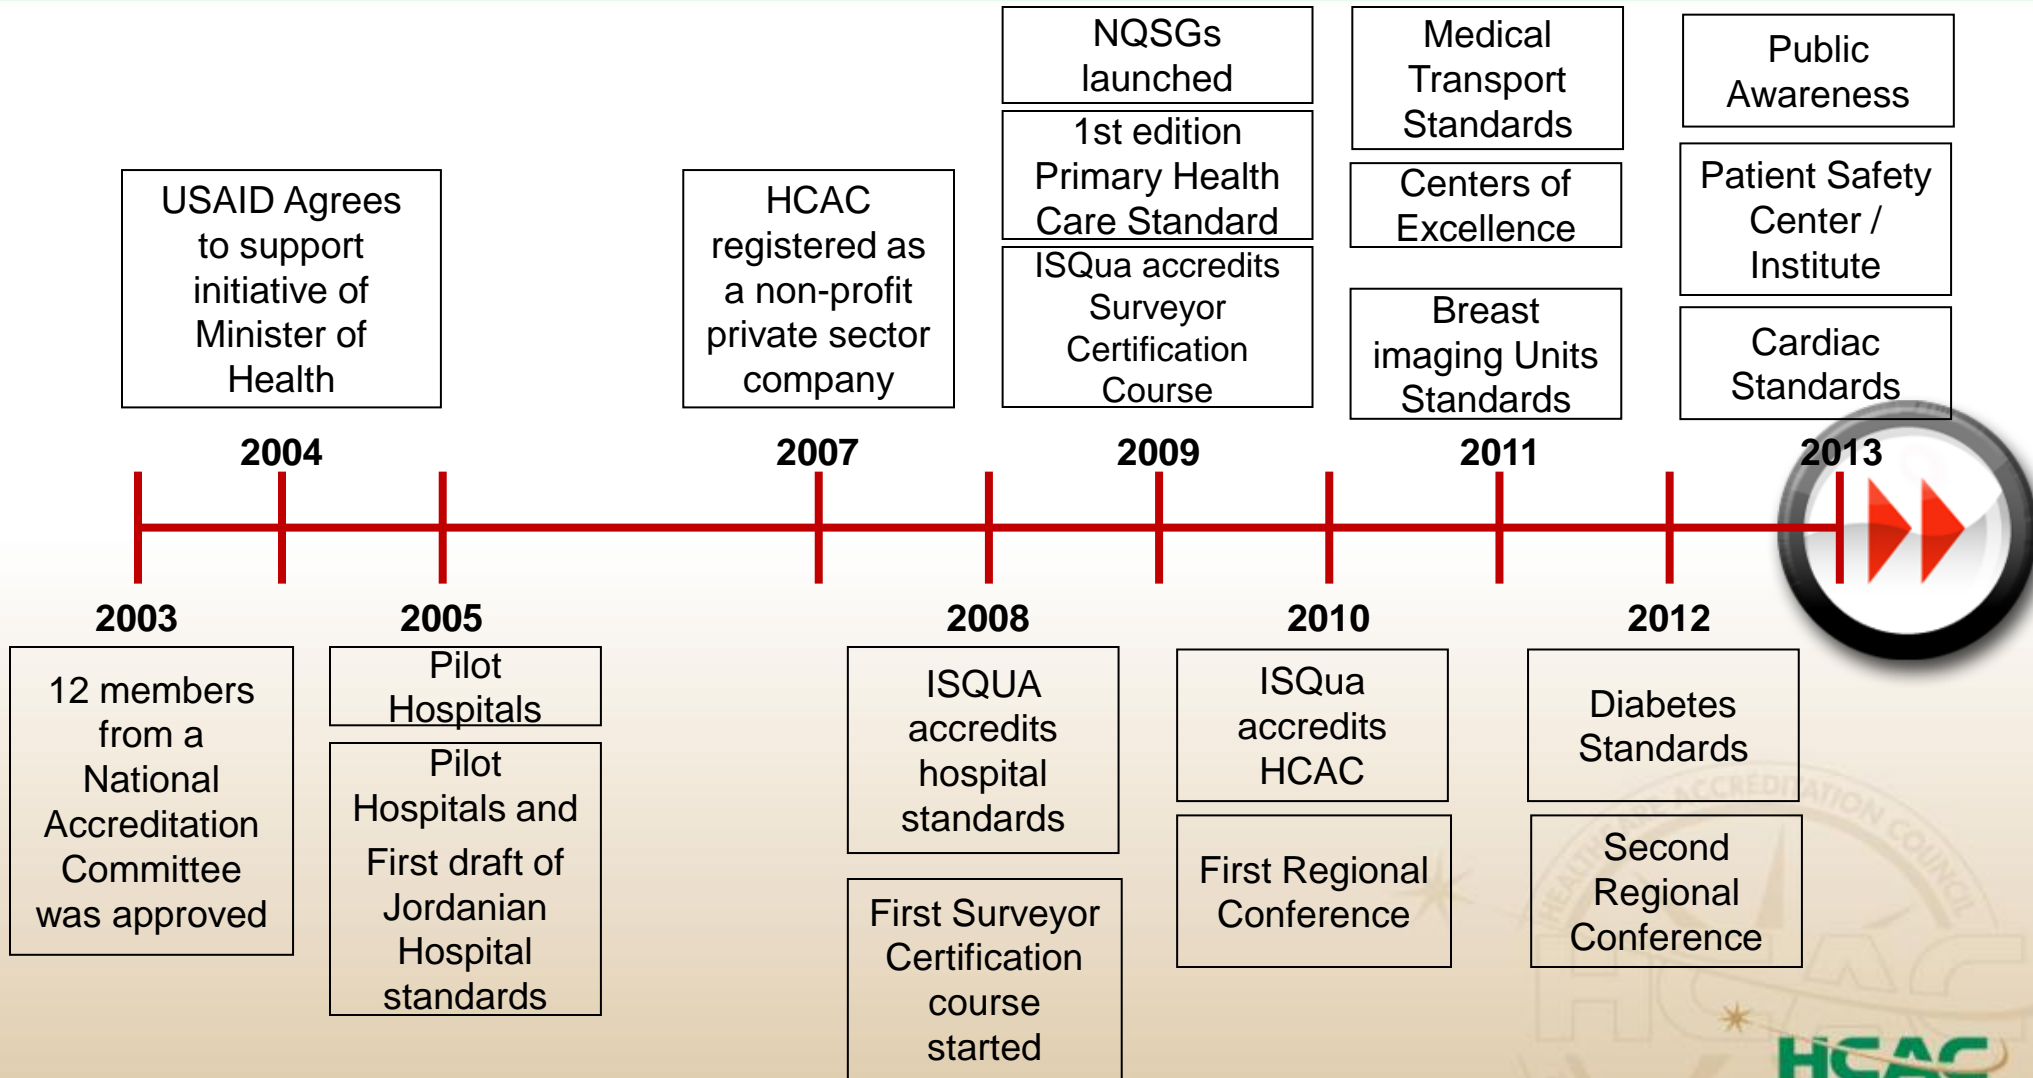 NQSGs
launched
1st edition
Primary Health
Care Standard
ISQua accredits
Surveyor
Certification
Course
Medical
Transport
Standards
Centers of
Excellence
Breast
imaging Units
Standards
Public
Awareness
Patient Safety
Center /
Institute
Cardiac
Standards
USAID Agrees
to support
initiative of
Minister of
Health
HCAC
registered as
a non-profit
private sector
company
2004
2007
2009
2011
2013
2003
2005
2008
2010
2012
12 members
from a
National
Accreditation
Committee
was approved
Pilot
Hospitals
Pilot
Hospitals and
First draft of
Jordanian
Hospital
standards
ISQUA
accredits
hospital
standards
First Surveyor
Certification
course
started
ISQua
accredits
HCAC
First Regional
Conference
Diabetes
Standards
Second
Regional
Conference
HEALTH CARE ACCREDITATION COUNCIL
HCAC
HCAC